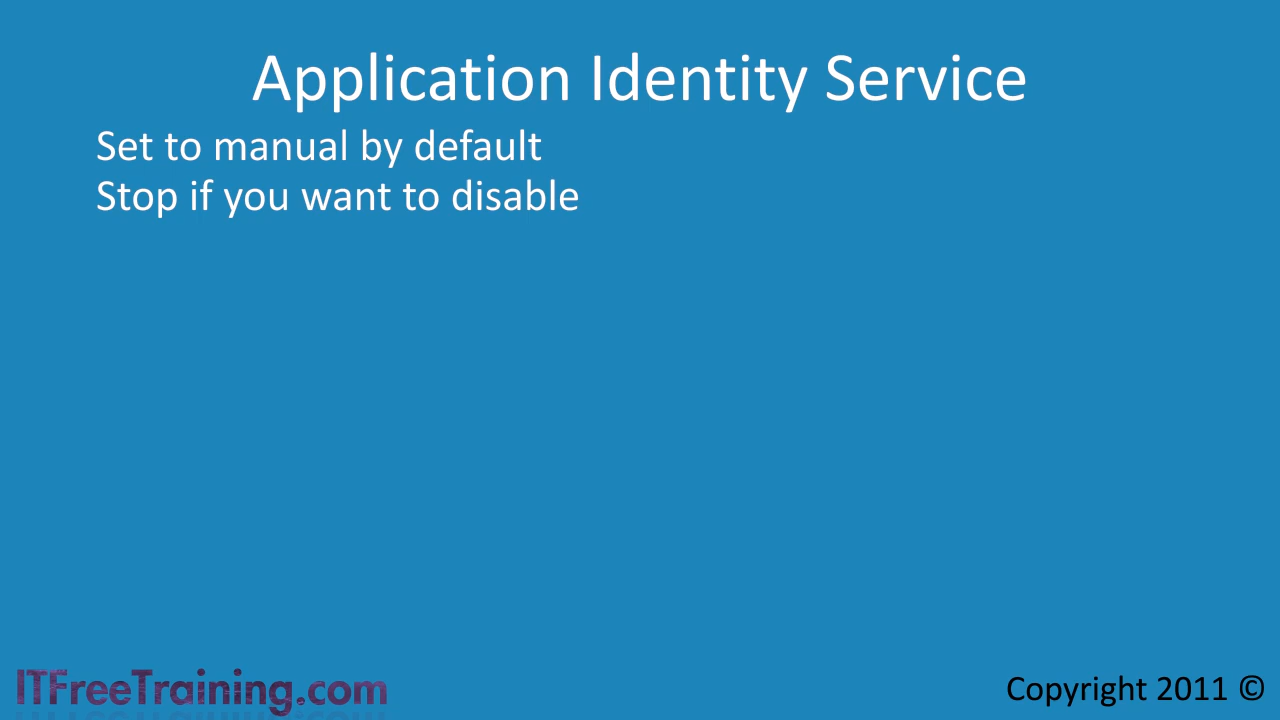 Application Identity Service
Set to manual by default
Stop if you want to disable
ITFreeTraining.com
Copyright 2011 ©